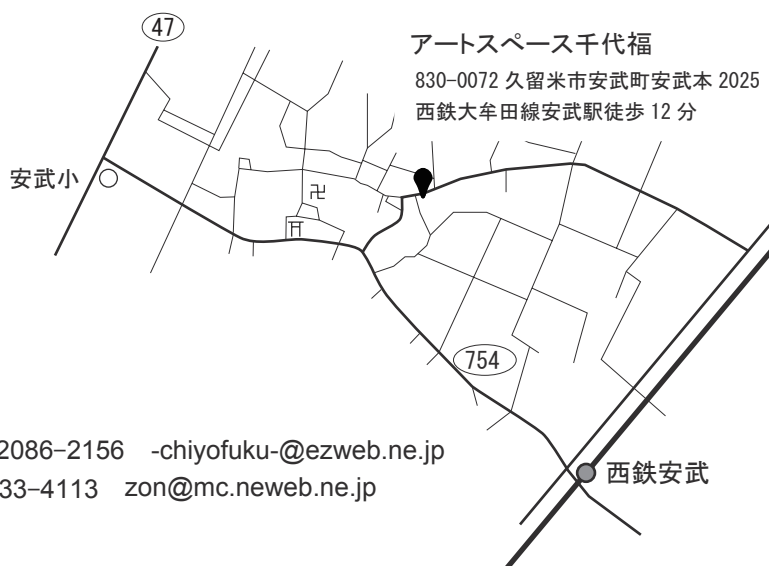 47
アートスペース千代福
830-0072 久留米市安武町安武本 2025
西鉄大牟田線安武駅徒歩 12 分
安武小
卍
754
2086-2156 -chiyofuku-@ezweb.ne.jp
西鉄安武
33-4113 zon@mc.neweb.ne.jp